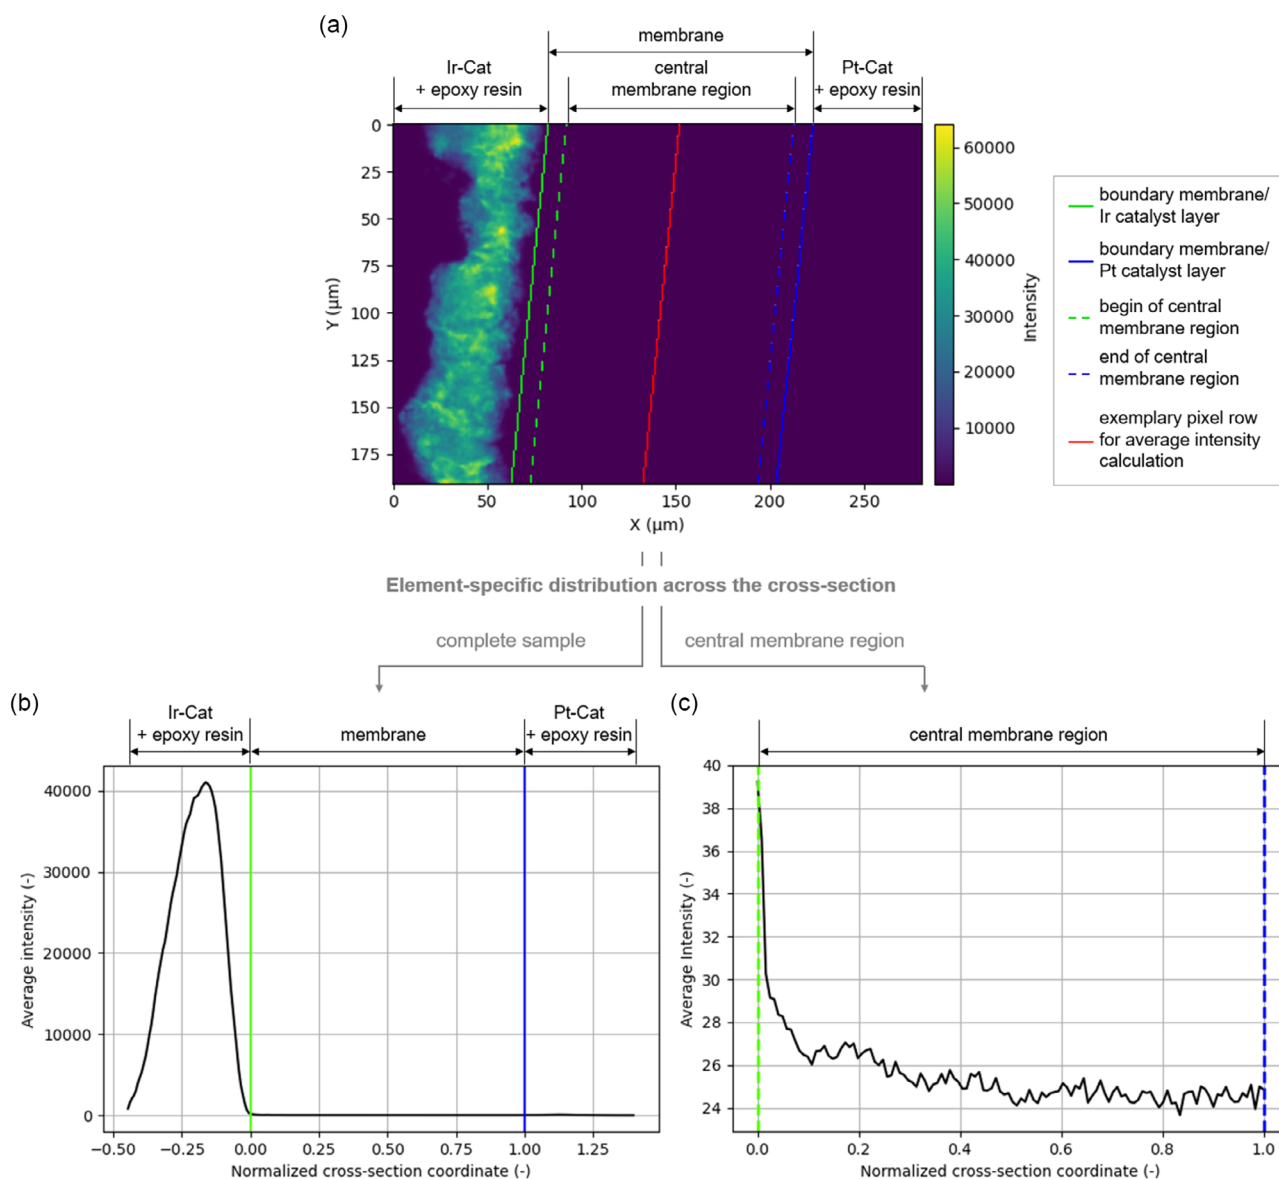 (a)
membrane
Ir-Cat
+ epoxy resin
central
membrane region
Pt-Cat
+ epoxy resin
0
25
50
75
100
125
150
175
Y (µm)
0
50
100
150
200
250
X (µm)
60000
50000
40000
30000
20000
10000
Intensity
boundary membrane/
Ir catalyst layer
boundary membrane/
Pt catalyst layer
begin of central
membrane region
end of central
membrane region
exemplary pixel row
for average intensity
calculation
Element-specific distribution across the cross-section
complete sample
central membrane region
(b)
Ir-Cat
+ epoxy resin
membrane
Pt-Cat
+ epoxy resin
40000
30000
20000
10000
0
Average intensity (-)
−0.50
−0.25
0.00
0.25
0.50
0.75
1.00
1.25
Normalized cross-section coordinate (-)
(c)
central membrane region
40
38
36
34
32
30
28
26
24
Average Intensity (-)
0.0
0.2
0.4
0.6
0.8
1.0
Normalized cross-section coordinate (-)